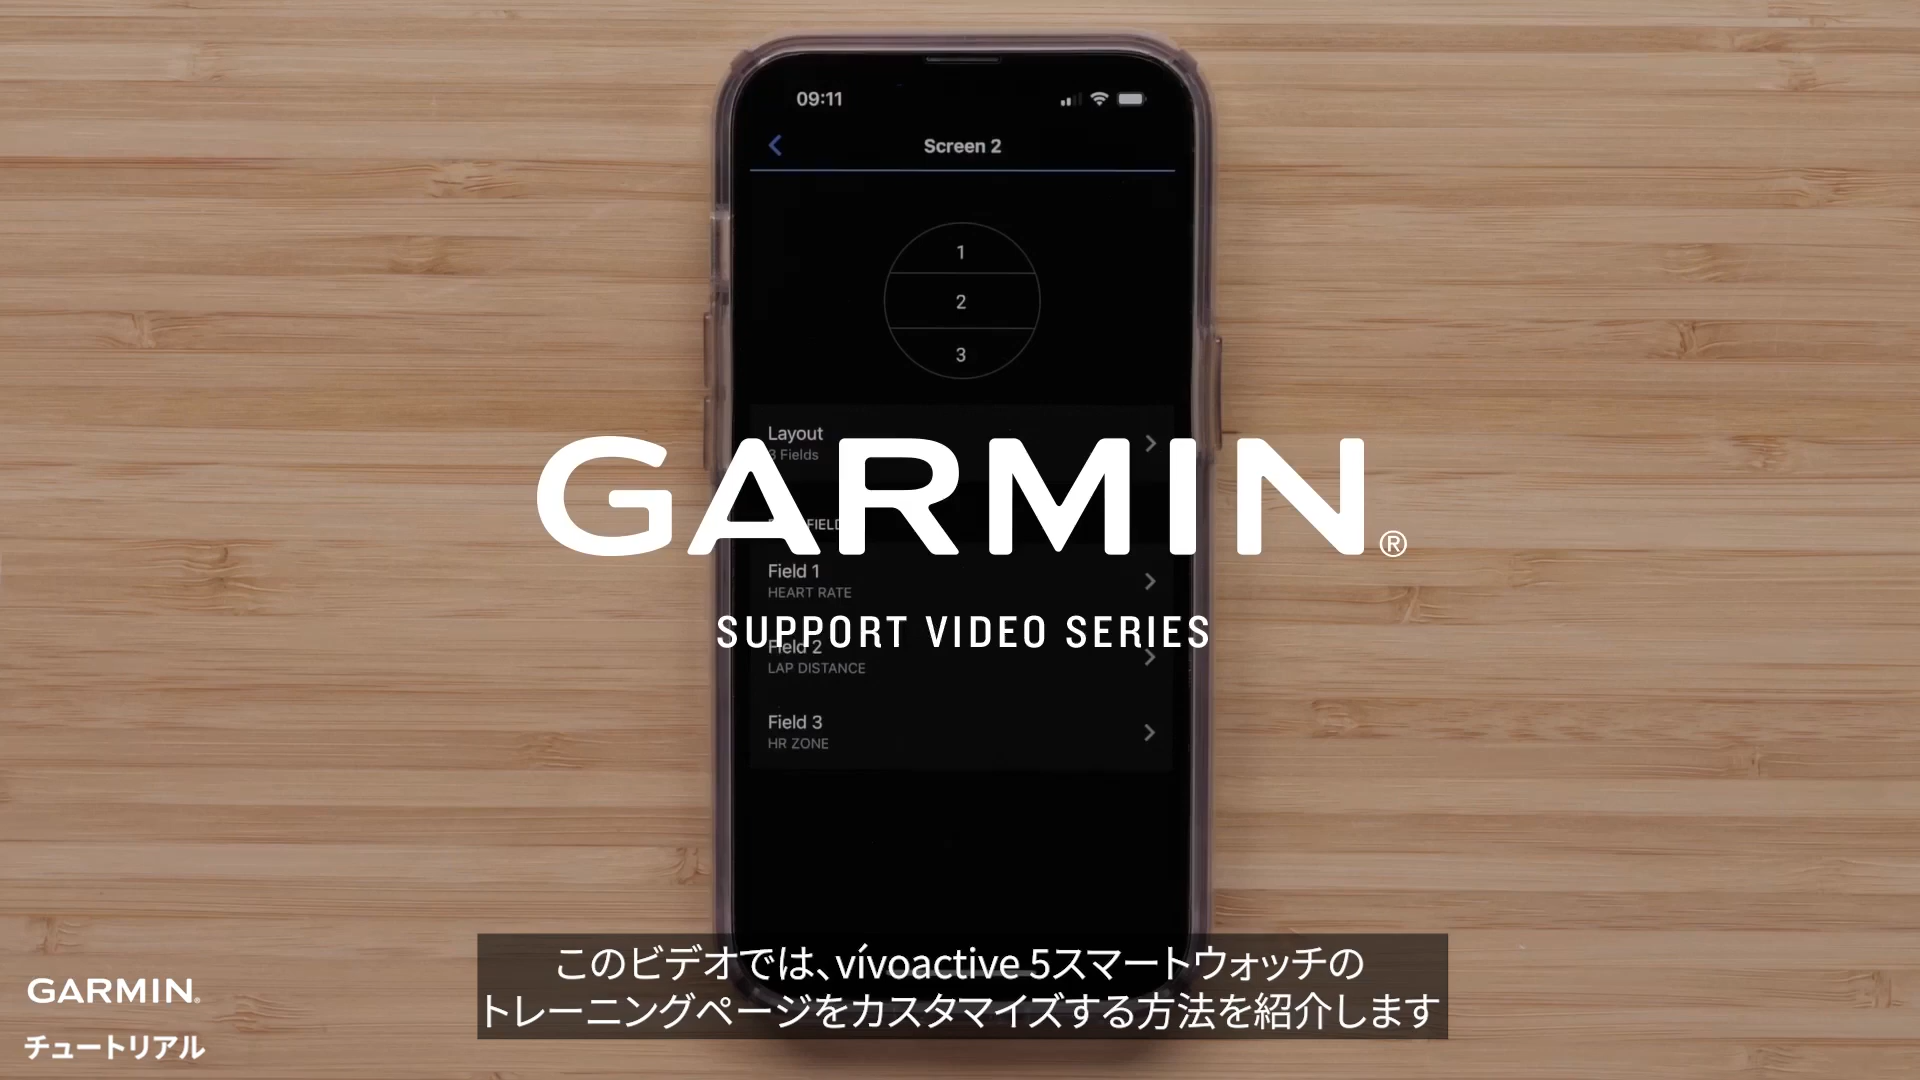 09:11
Screen 2
1
2
3
Layout
3 Fields
GARMIN®
FIELD
Field 1
HEART RATE
SUPPORT VIDEO SERIES
Field 2
LAP DISTANCE
Field 3
HR ZONE
このビデオでは、vívoactive 5スマートウォッチの
トレーニングページをカスタマイズする方法を紹介します
GARMIN®
チュートリアル